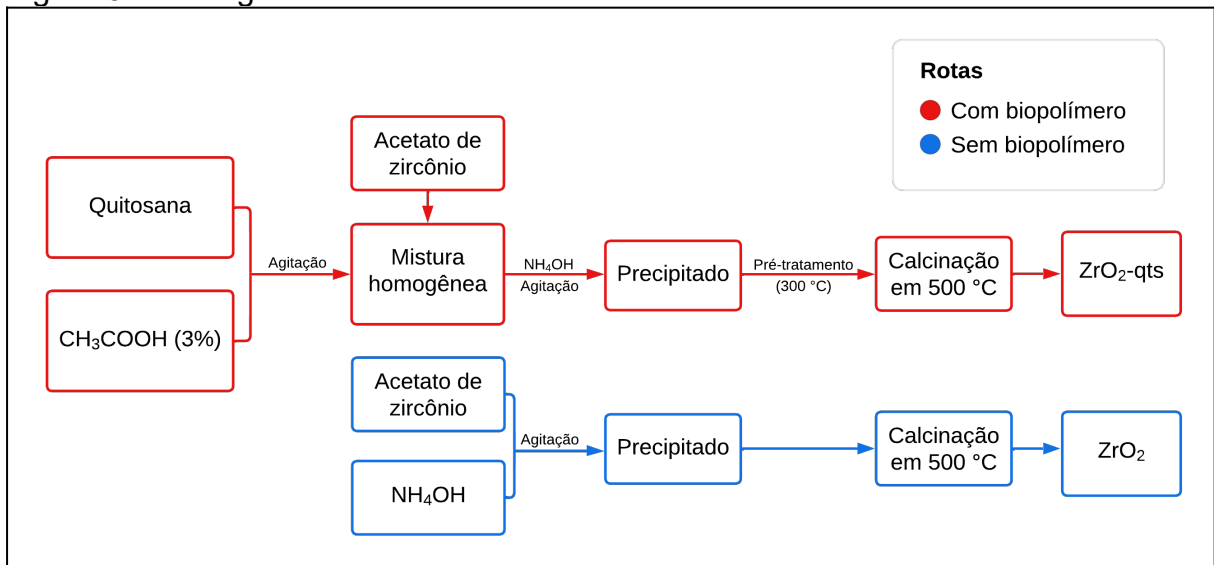 Rotas
Com biopolímero
Sem biopolímero
Acetato de
zircônio
Quitosana
CH₃COOH (3%)
Agitação
Mistura
homogênea
NH₄OH
Agitação
Precipitado
Pré-tratamento
(300 °C)
Calcinação
em 500 °C
ZrO₂-qts
Acetato de
zircônio
NH₄OH
Agitação
Precipitado
Calcinação
em 500 °C
ZrO₂